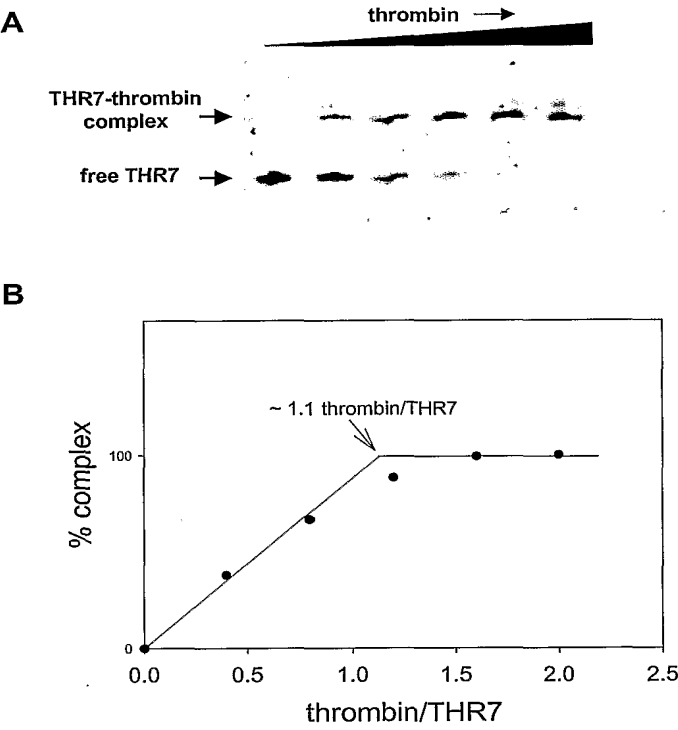 A
thrombin
THR7-thrombin
complex
free THR7
B
~ 1.1 thrombin/THR7
% complex
100
0
0.0 0.5 1.0 1.5 2.0 2.5
thrombin/THR7